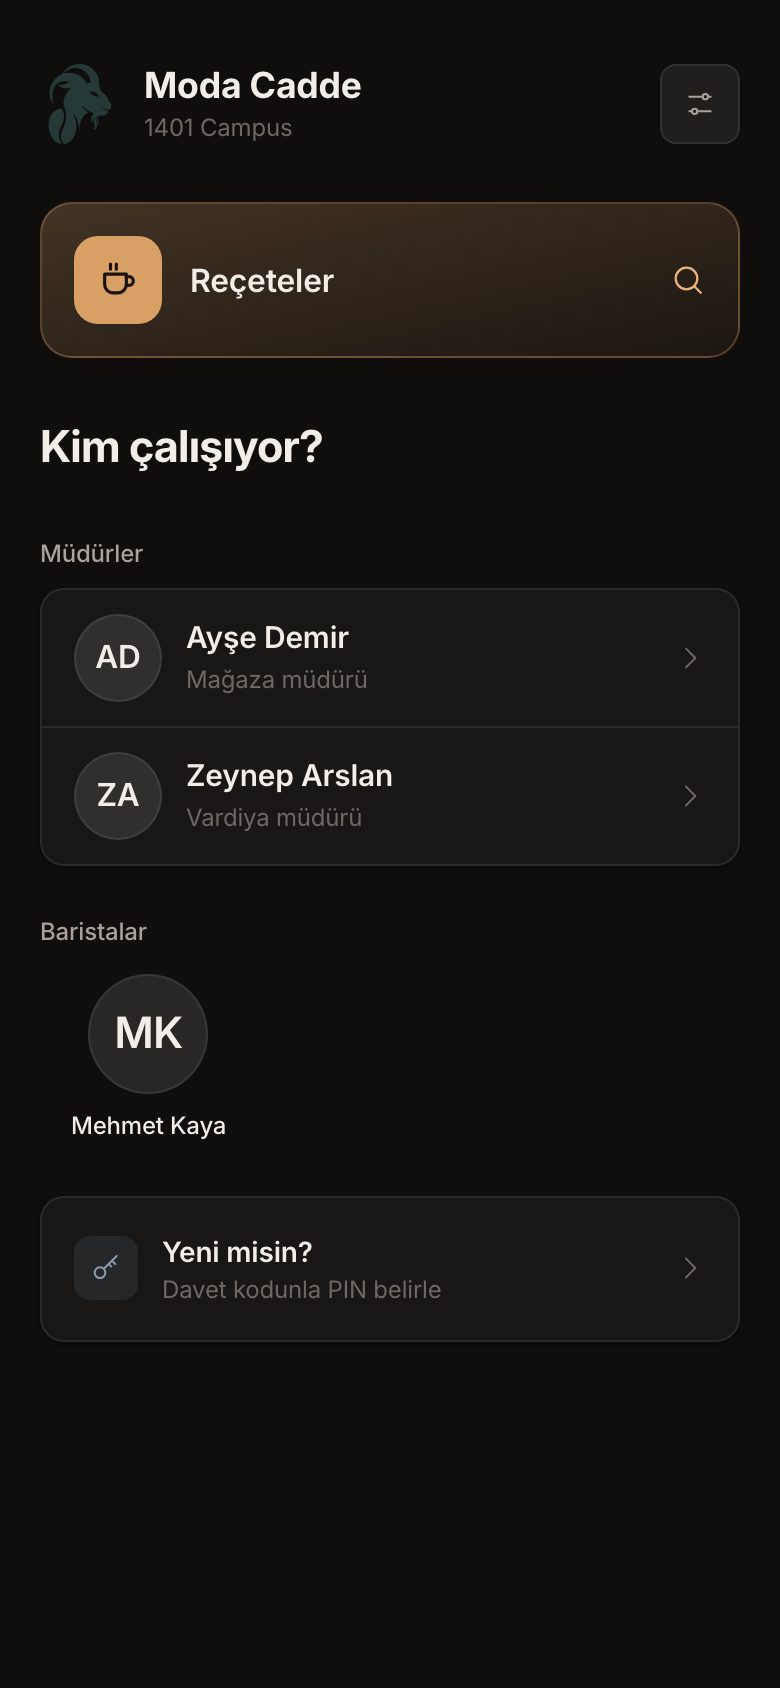 Moda Cadde
1401 Campus
Reçeteler
Kim çalışıyor?
Müdürler
AD
Ayşe Demir
Mağaza müdürü
ZA
Zeynep Arslan
Vardiya müdürü
Baristalar
MK
Mehmet Kaya
Yeni misin?
Davet kodunla PIN belirle